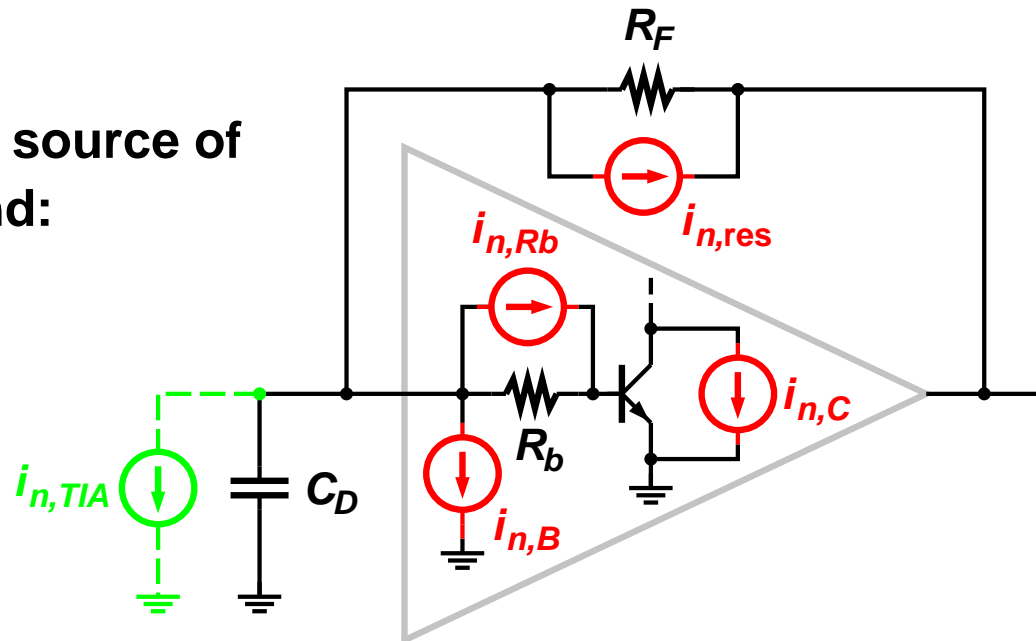 R_F
source of
nd:
i_n,res
i_n,Rb
i_n,C
R_b
i_n,TIA
C_D
i_n,B